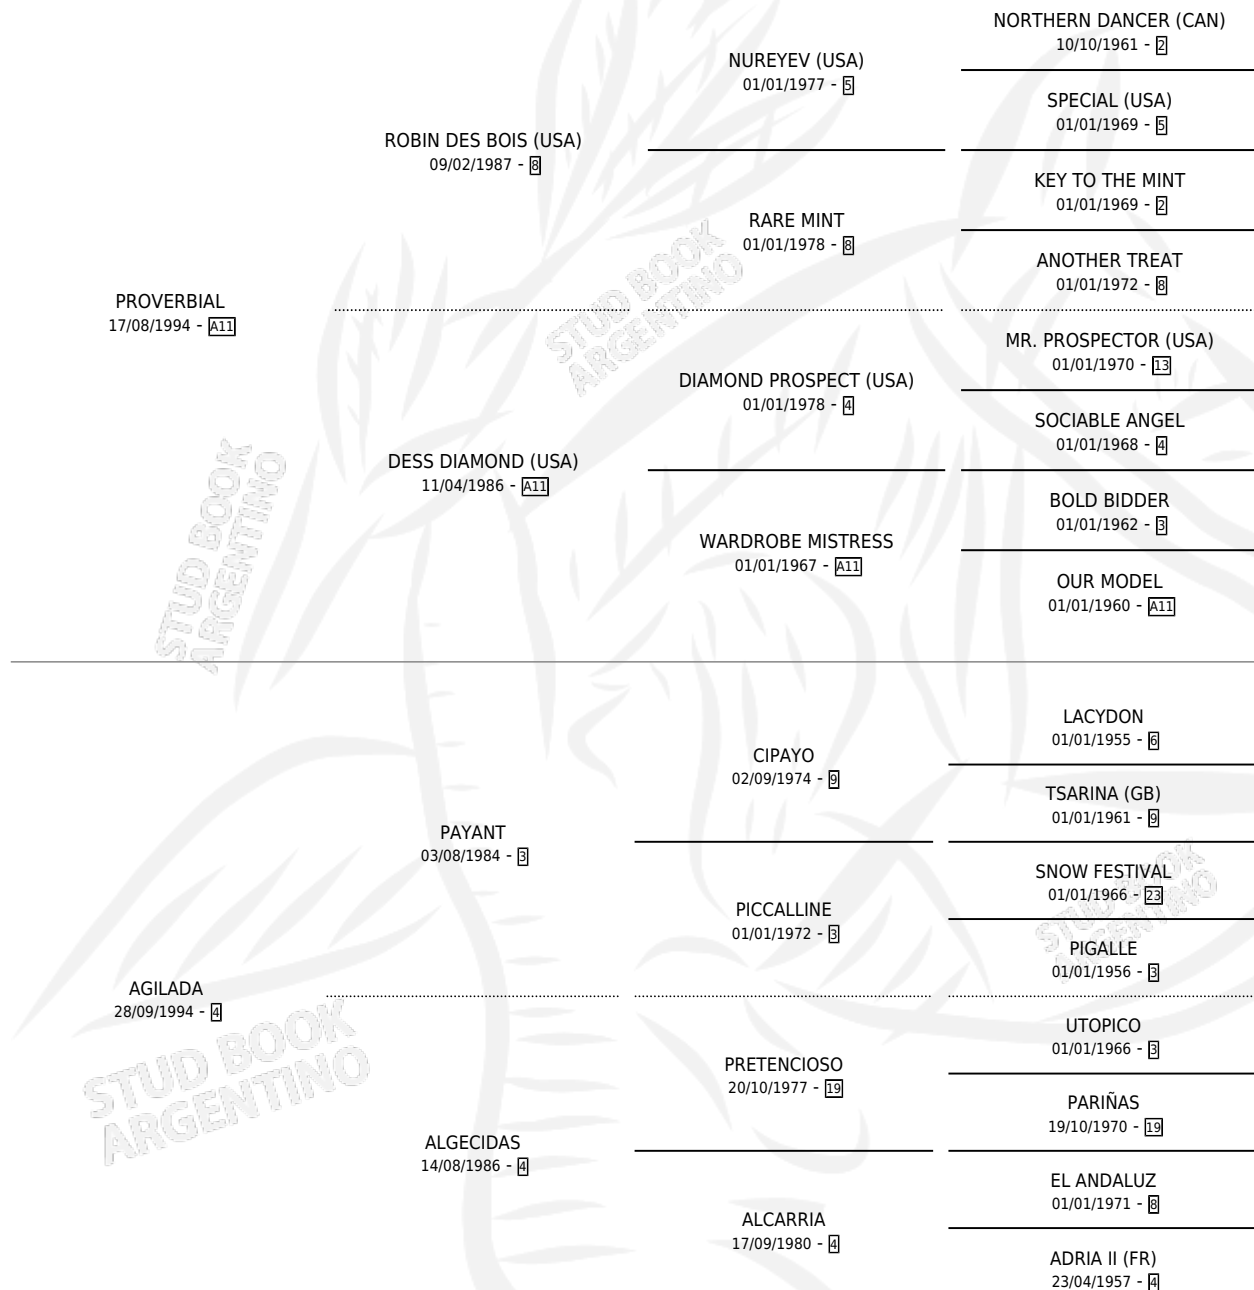 NORTHERN DANCER (CAN)
10/10/1961 - 2
NUREYEV (USA)
01/01/1977 - 5
SPECIAL (USA)
01/01/1969 - 5
ROBIN DES BOIS (USA)
09/02/1987 - 8
KEY TO THE MINT
01/01/1969 - 2
RARE MINT
01/01/1978 - 8
ANOTHER TREAT
01/01/1972 - 8
PROVERBIAL
17/08/1994 - A11
MR. PROSPECTOR (USA)
01/01/1970 - 13
DIAMOND PROSPECT (USA)
01/01/1978 - 4
SOCIABLE ANGEL
01/01/1968 - 4
DESS DIAMOND (USA)
11/04/1986 - A11
BOLD BIDDER
01/01/1962 - 3
WARDROBE MISTRESS
01/01/1967 - A11
OUR MODEL
01/01/1960 - A11
LACYDON
01/01/1955 - 6
CIPAYO
02/09/1974 - 9
TSARINA (GB)
01/01/1961 - 9
PAYANT
03/08/1984 - 3
SNOW FESTIVAL
01/01/1966 - 23
PICCALLINE
01/01/1972 - 3
PIGALLE
01/01/1956 - 3
AGILADA
28/09/1994 - 4
UTOPICO
01/01/1966 - 3
PRETENCIOSO
20/10/1977 - 19
PARIÑAS
19/10/1970 - 19
ALGECIDAS
14/08/1986 - 4
EL ANDALUZ
01/01/1971 - 8
ALCARRIA
17/09/1980 - 4
ADRIA II (FR)
23/04/1957 - 4
STUD BOOK
ARGENTINO
STUD BOOK
ARGENTINO
STUD BOOK
ARGENTINO
STUD BOOK
ARGENTINO